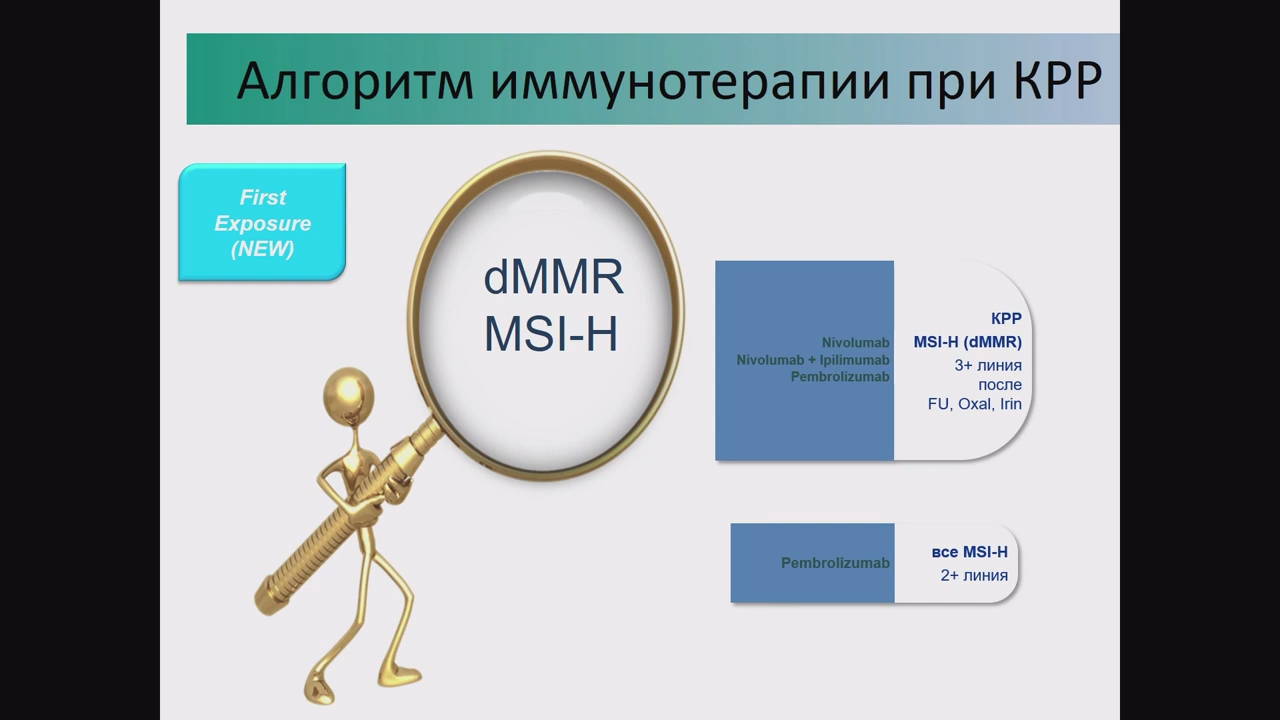 Алгоритм иммунотерапии при КРР
First
Exposure
(NEW)
dMMR
MSI-H
Nivolumab
Nivolumab + Ipilimumab
Pembrolizumab
КРР
MSI-H (dMMR)
3+ линия
после
FU, Oxal, Irin
Pembrolizumab
все MSI-H
2+ линия